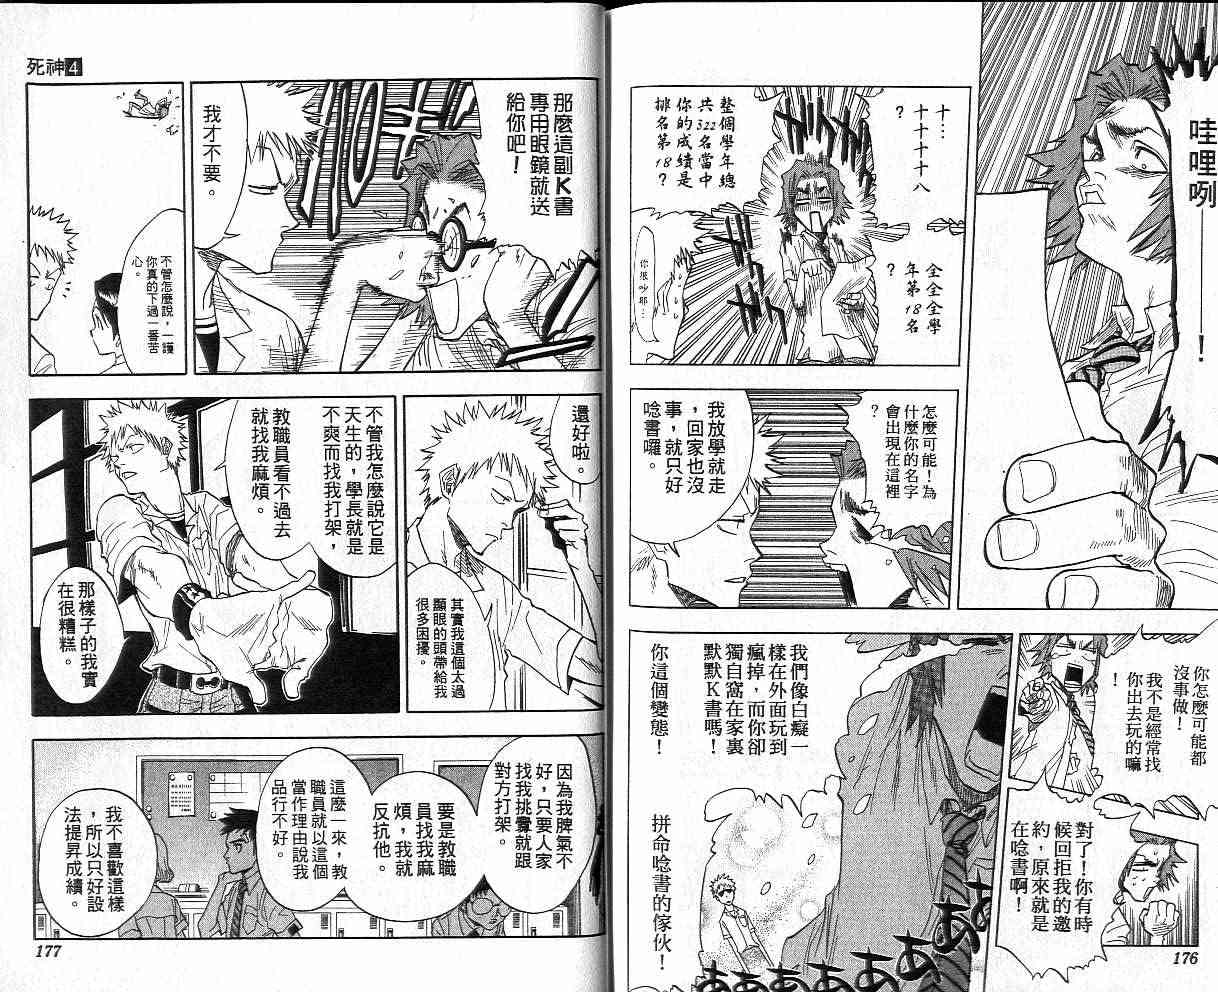 哇哩咧──！
十…
十十十十八
？
全全全學
年第18名
？
整個學年總
共322名當中
你的成績是
排名第18？
你很吵耶…
怎麼可能！為
什麼你的名字
會出現在這裡
？
我放學就走
，回家也沒
事，就只好
唸書囉。
你怎麼可能都
沒事做！
我不是經常找
你出去玩的嘛
！
對了！你有時
候回拒我的邀
約，原來就是
在唸書啊！
我們像白癡一
樣在外面玩到
瘋掉，而你卻
獨自窩在家裏
默默Ｋ書嗎！
你這個變態！
拼命唸書的傢伙！
ああああああああ
176
死神4
那麼這副Ｋ書
專用眼鏡就送
給你吧！
我才不要。
不管怎麼說，一護
你真的下過一番苦
心。
還好啦。
其實我這個太過
顯眼的頭帶給我
很多困擾。
不管我怎麼說它是
天生的，學長就是
不爽而找我打架，
教職員看不過去
就找我麻煩。
那樣子的我實
在很糟糕。
因為我脾氣不
好，只要人家
找我挑釁就跟
對方打架。
要是教職
員找我麻
煩，我就
反抗他。
這麼一來，教
職員就以這個
當作理由說我
品行不好。
我不喜歡這樣
，所以只好設
法提昇成績。
177